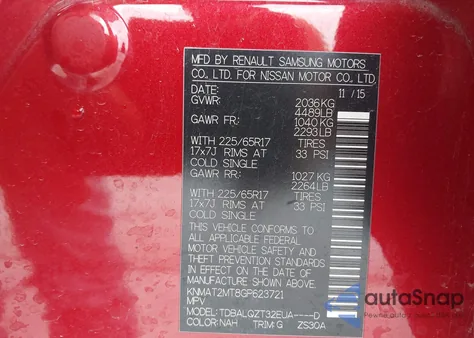 MFD BY RENAULT SAMSUNG MOTORS
CO., LTD. FOR NISSAN MOTOR CO., LTD.
DATE: 11 / 15
GVWR: 2036 KG
4489LB
GAWR FR: 1040 KG
2293 LB
WITH 225/65R17 TIRES
17x7J RIMS AT 33 PSI
COLD SINGLE
GAWR RR: 1027 KG
2264 LB
WITH 225/65R17 TIRES
17x7J RIMS AT 33 PSI
COLD SINGLE
THIS VEHICLE CONFORMS TO
ALL APPLICABLE FEDERAL
MOTOR VEHICLE SAFETY AND
THEFT PREVENTION STANDARDS
IN EFFECT ON THE DATE OF
MANUFACTURE SHOWN ABOVE.
KNMAT2MT8GP623721
MPV
MODEL: TDBALQZT32EUA----D
COLOR: NAH TRIM: G ZS30A
autoSnap